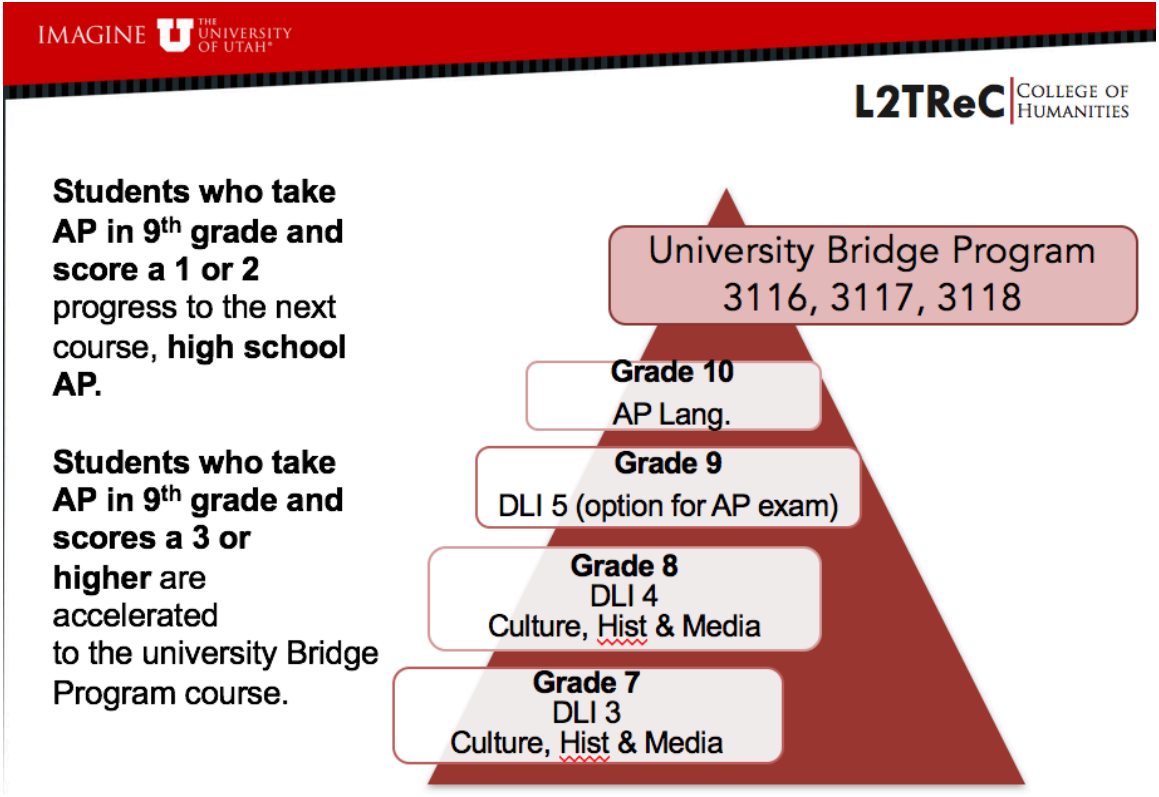 IMAGINE U THE UNIVERSITY OF UTAH®
L2TReC COLLEGE OF HUMANITIES
Students who take
AP in 9th grade and
score a 1 or 2
progress to the next
course, high school
AP.
Students who take
AP in 9th grade and
scores a 3 or
higher are
accelerated
to the university Bridge
Program course.
University Bridge Program
3116, 3117, 3118
Grade 10
AP Lang.
Grade 9
DLI 5 (option for AP exam)
Grade 8
DLI 4
Culture, Hist & Media
Grade 7
DLI 3
Culture, Hist & Media